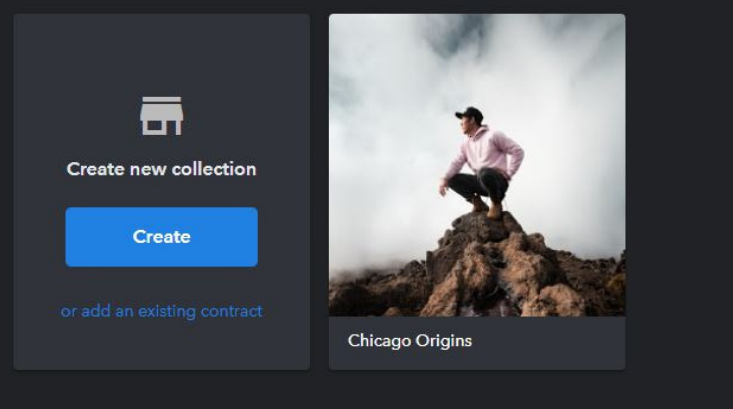 Create new collection
Create
or add an existing contract
Chicago Origins